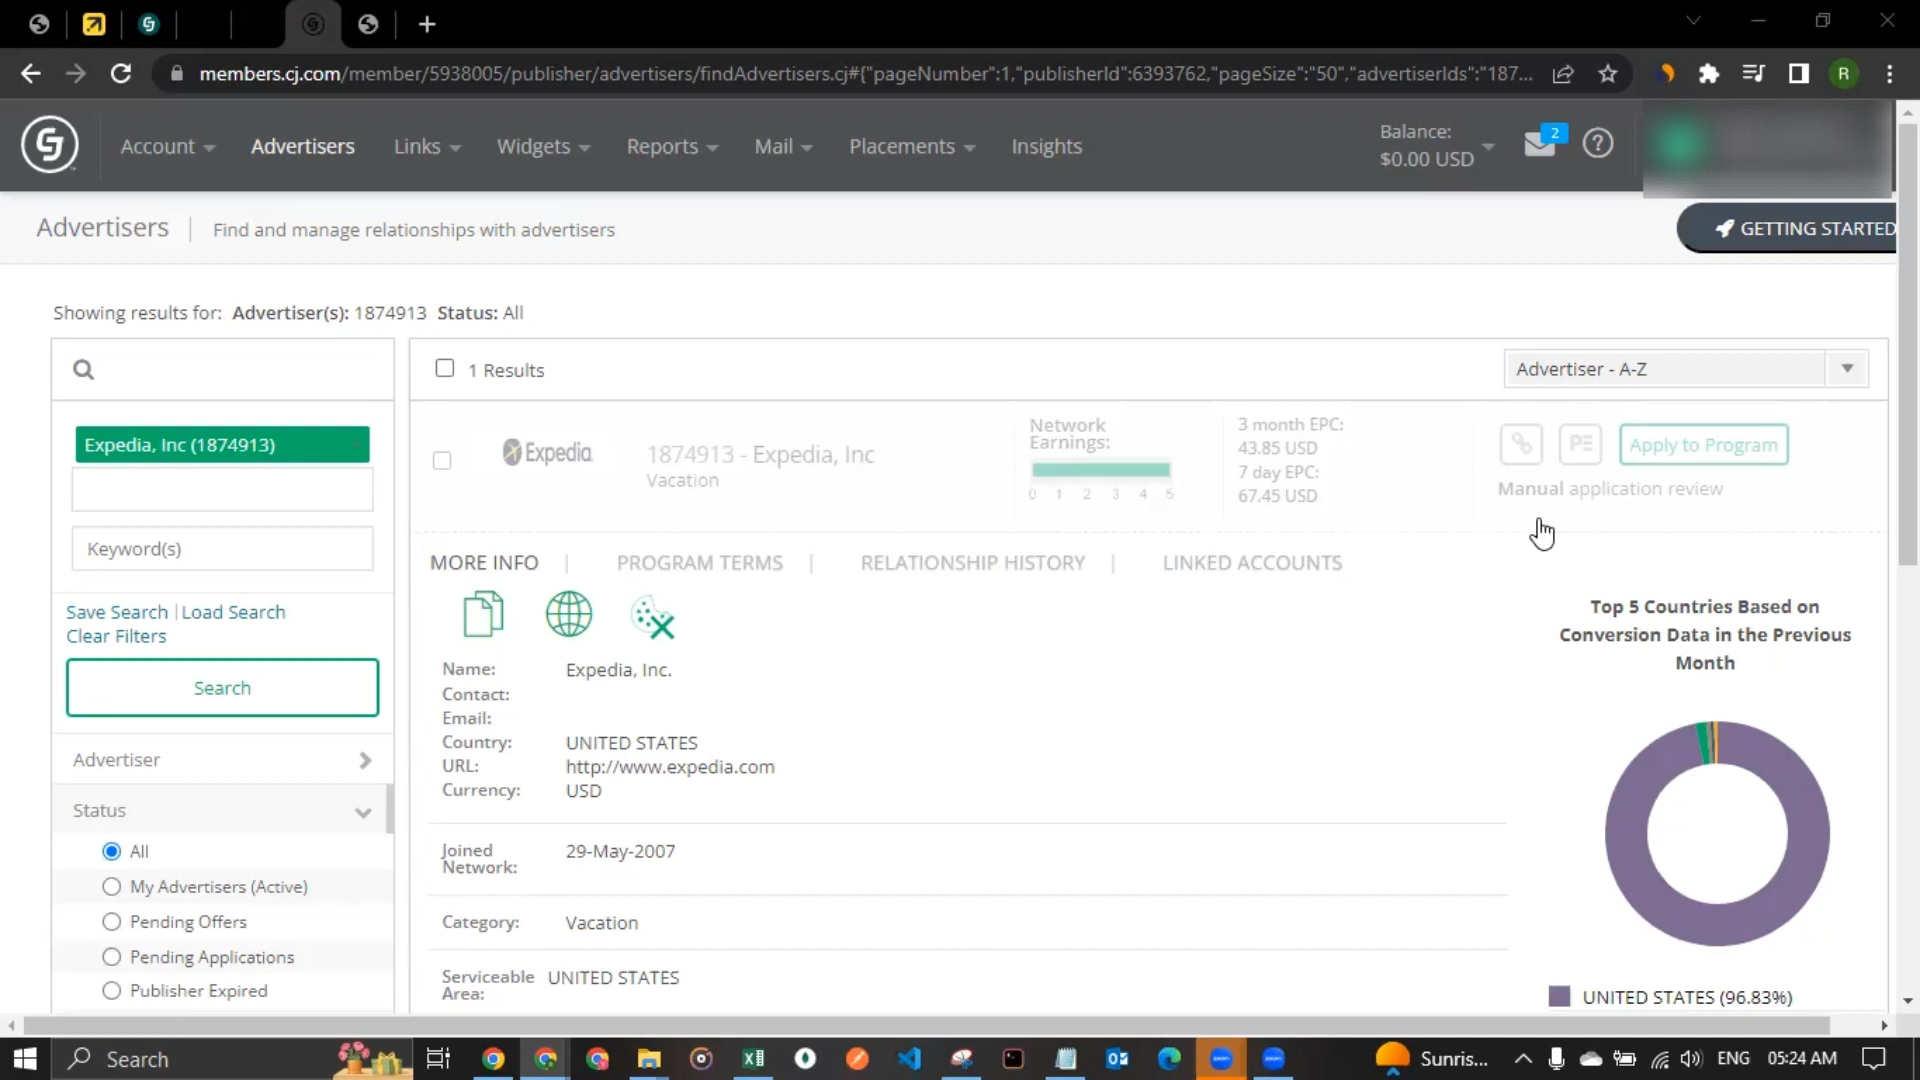 members.cj.com/member/5938005/publisher/advertisers/findAdvertisers.cj#{"pageNumber":1,"publisherId":6393762,"pageSize":"50","advertiserIds":"187...
R
Account
Advertisers
Links
Widgets
Reports
Mail
Placements
Insights
Balance:
$0.00 USD
2
Advertisers
Find and manage relationships with advertisers
GETTING STARTED
Showing results for: Advertiser(s): 1874913 Status: All
1 Results
Advertiser - A-Z
Expedia, Inc (1874913)
Keyword(s)
Save Search | Load Search
Clear Filters
Search
Advertiser
Status
All
My Advertisers (Active)
Pending Offers
Pending Applications
Publisher Expired
Expedia
1874913 - Expedia, Inc
Vacation
Network
Earnings:
0 1 2 3 4 5
3 month EPC:
43.85 USD
7 day EPC:
67.45 USD
Apply to Program
Manual application review
MORE INFO | PROGRAM TERMS | RELATIONSHIP HISTORY | LINKED ACCOUNTS
Name: Expedia, Inc.
Contact:
Email:
Country: UNITED STATES
URL: http://www.expedia.com
Currency: USD
Joined
Network: 29-May-2007
Category: Vacation
Serviceable
Area: UNITED STATES
Top 5 Countries Based on
Conversion Data in the Previous
Month
UNITED STATES (96.83%)
Search
Sunris...
ENG
05:24 AM